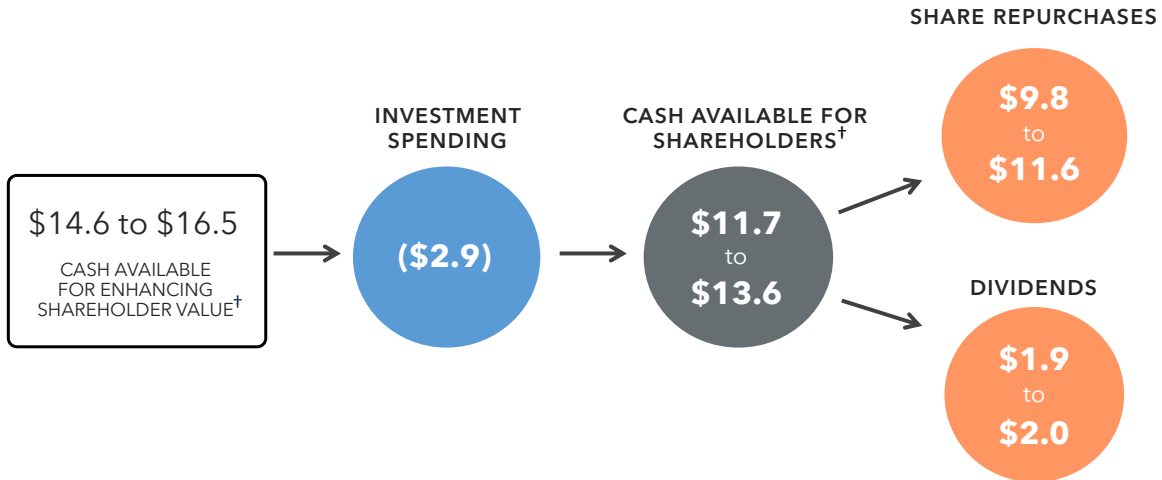 $14.6 to $16.5
CASH AVAILABLE
FOR ENHANCING
SHAREHOLDER VALUE†
INVESTMENT
SPENDING
($2.9)
CASH AVAILABLE FOR
SHAREHOLDERS†
$11.7
to
$13.6
SHARE REPURCHASES
$9.8
to
$11.6
DIVIDENDS
$1.9
to
$2.0